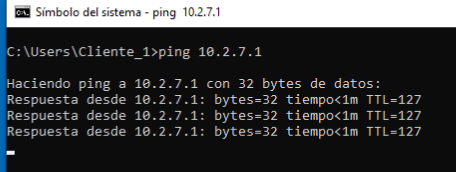 Símbolo del sistema - ping 10.2.7.1
C:\Users\Cliente_1>ping 10.2.7.1
Haciendo ping a 10.2.7.1 con 32 bytes de datos:
Respuesta desde 10.2.7.1: bytes=32 tiempo<1m TTL=127
Respuesta desde 10.2.7.1: bytes=32 tiempo<1m TTL=127
Respuesta desde 10.2.7.1: bytes=32 tiempo<1m TTL=127